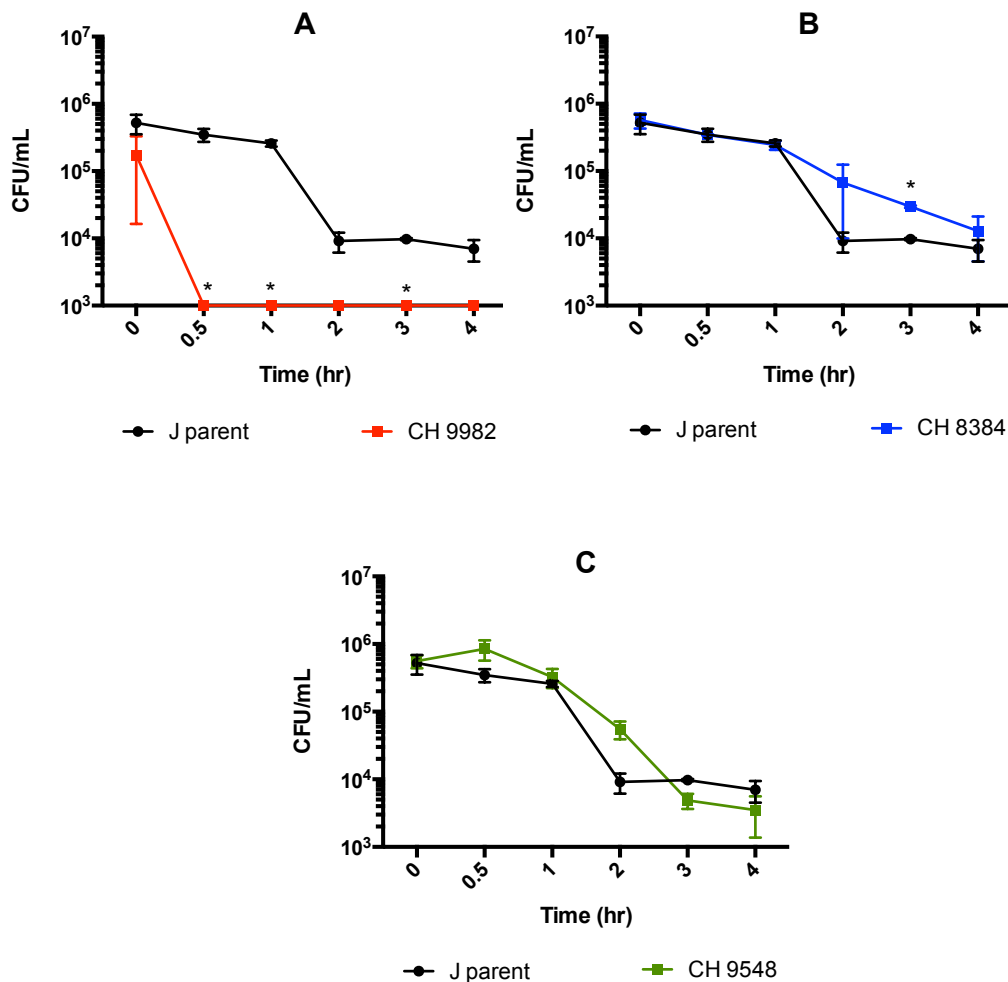 A
CFU/mL
10⁷
10⁶
10⁵
10⁴
10³
*
*
*
0
0.5
1
2
3
4
Time (hr)
J parent
CH 9982
B
CFU/mL
10⁷
10⁶
10⁵
10⁴
10³
*
0
0.5
1
2
3
4
Time (hr)
J parent
CH 8384
C
CFU/mL
10⁷
10⁶
10⁵
10⁴
10³
0
0.5
1
2
3
4
Time (hr)
J parent
CH 9548